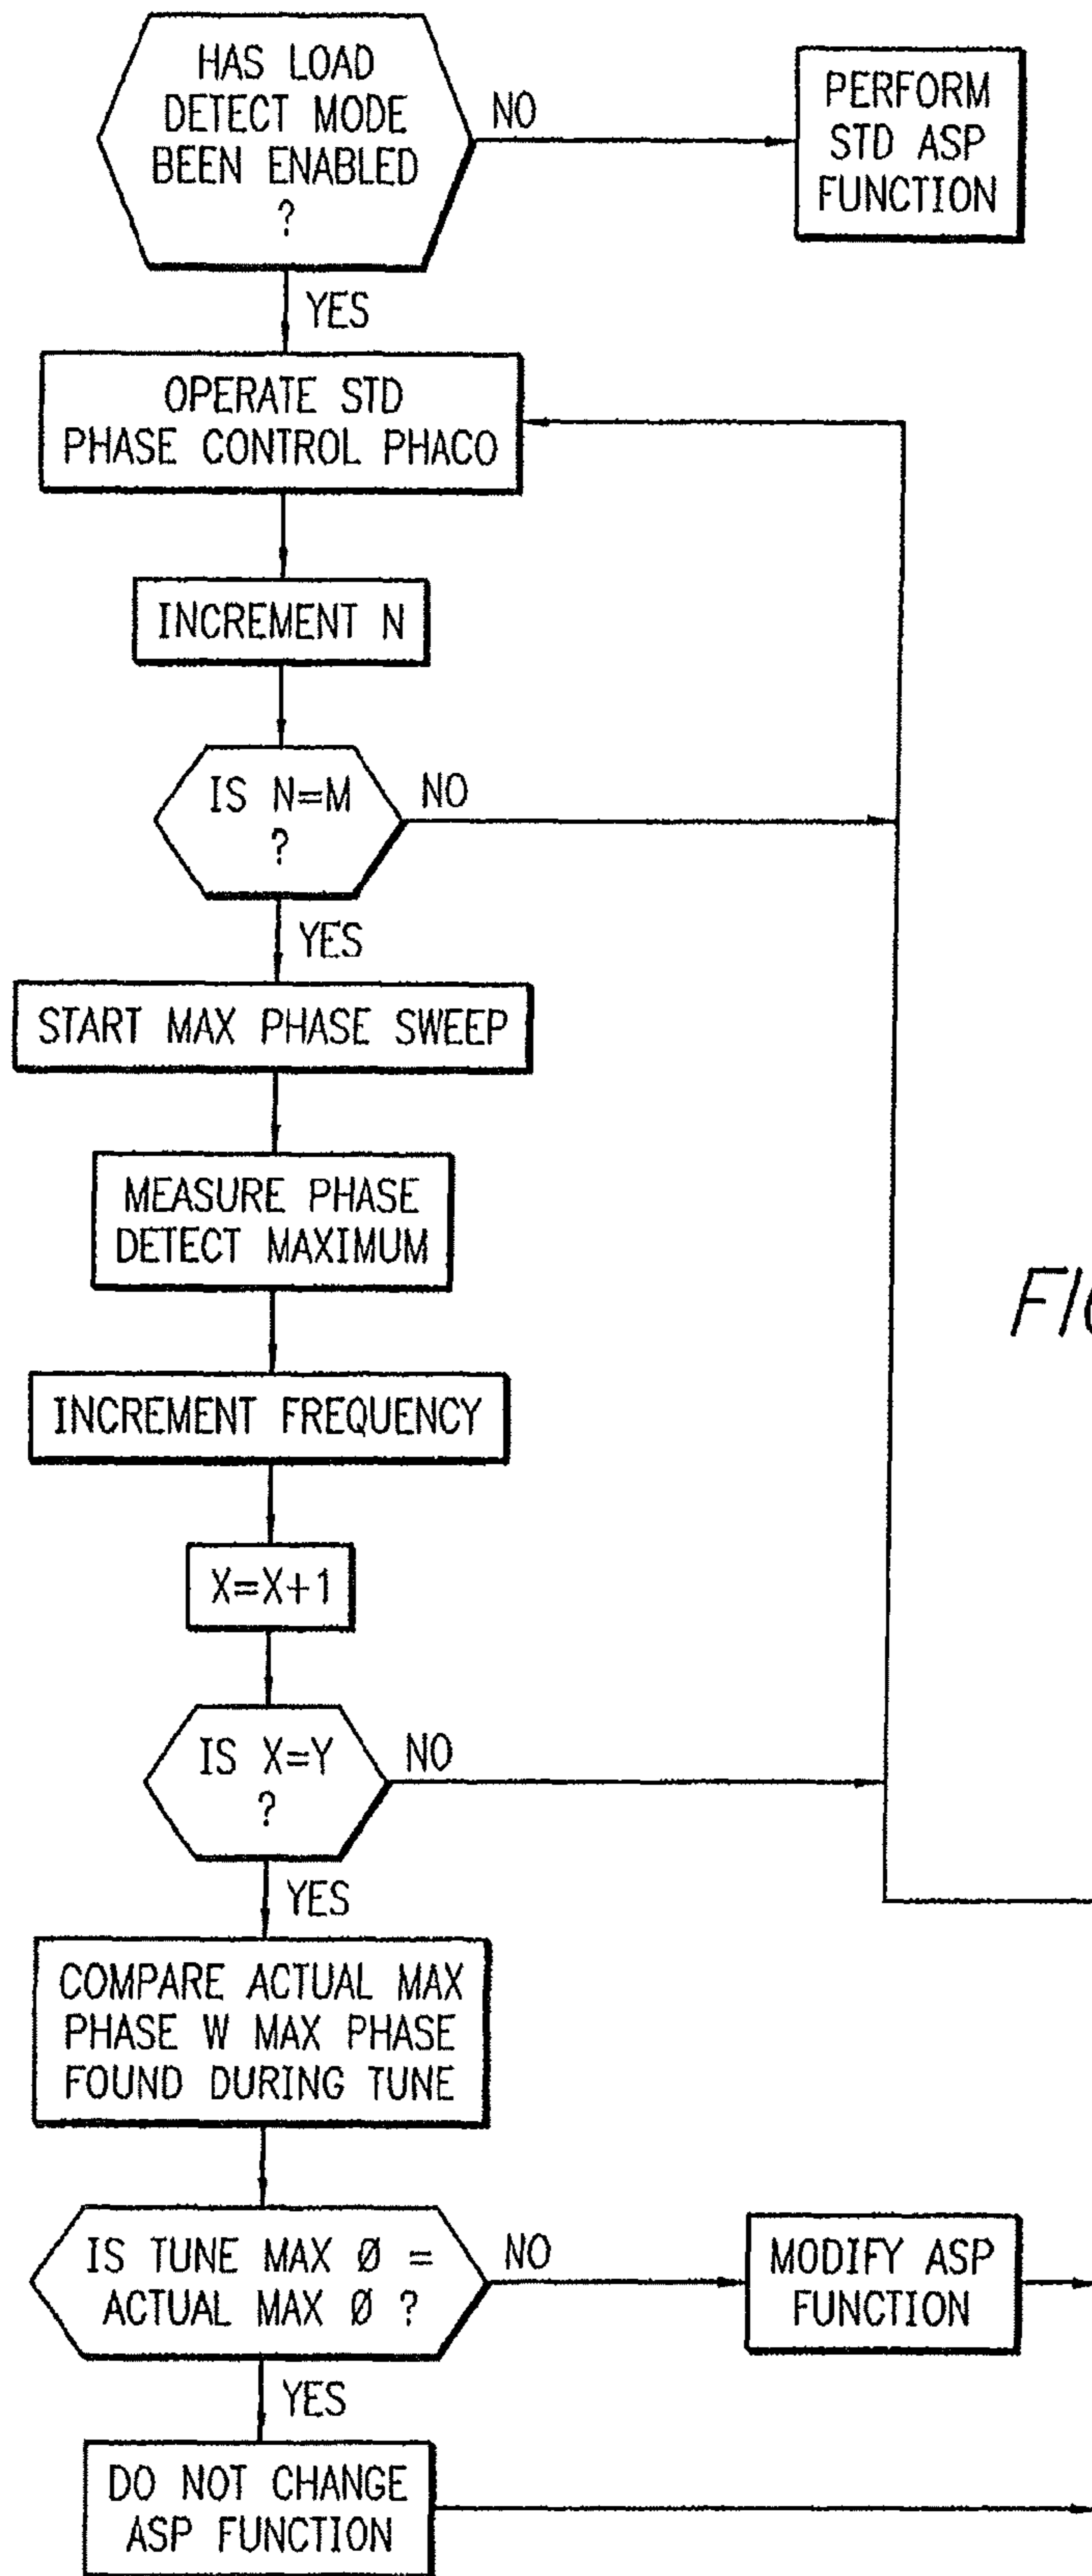 HAS LOAD
DETECT MODE
BEEN ENABLED
?
NO
PERFORM
STD ASP
FUNCTION
YES
OPERATE STD
PHASE CONTROL PHACO
INCREMENT N
IS N=M
?
NO
YES
START MAX PHASE SWEEP
MEASURE PHASE
DETECT MAXIMUM
FIG
INCREMENT FREQUENCY
X=X+1
IS X=Y
?
NO
YES
COMPARE ACTUAL MAX
PHASE W MAX PHASE
FOUND DURING TUNE
IS TUNE MAX Ø =
ACTUAL MAX Ø ?
NO
MODIFY ASP
FUNCTION
YES
DO NOT CHANGE
ASP FUNCTION